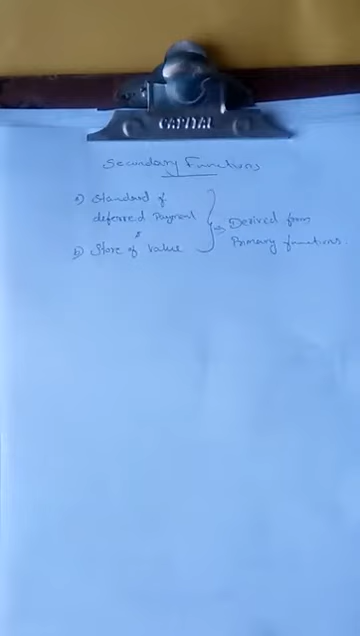 CAPITAL
Secondary Functions
a) Standard of
deferred Payment
&
b) Store of value
⇒ Derived from
Primary functions.